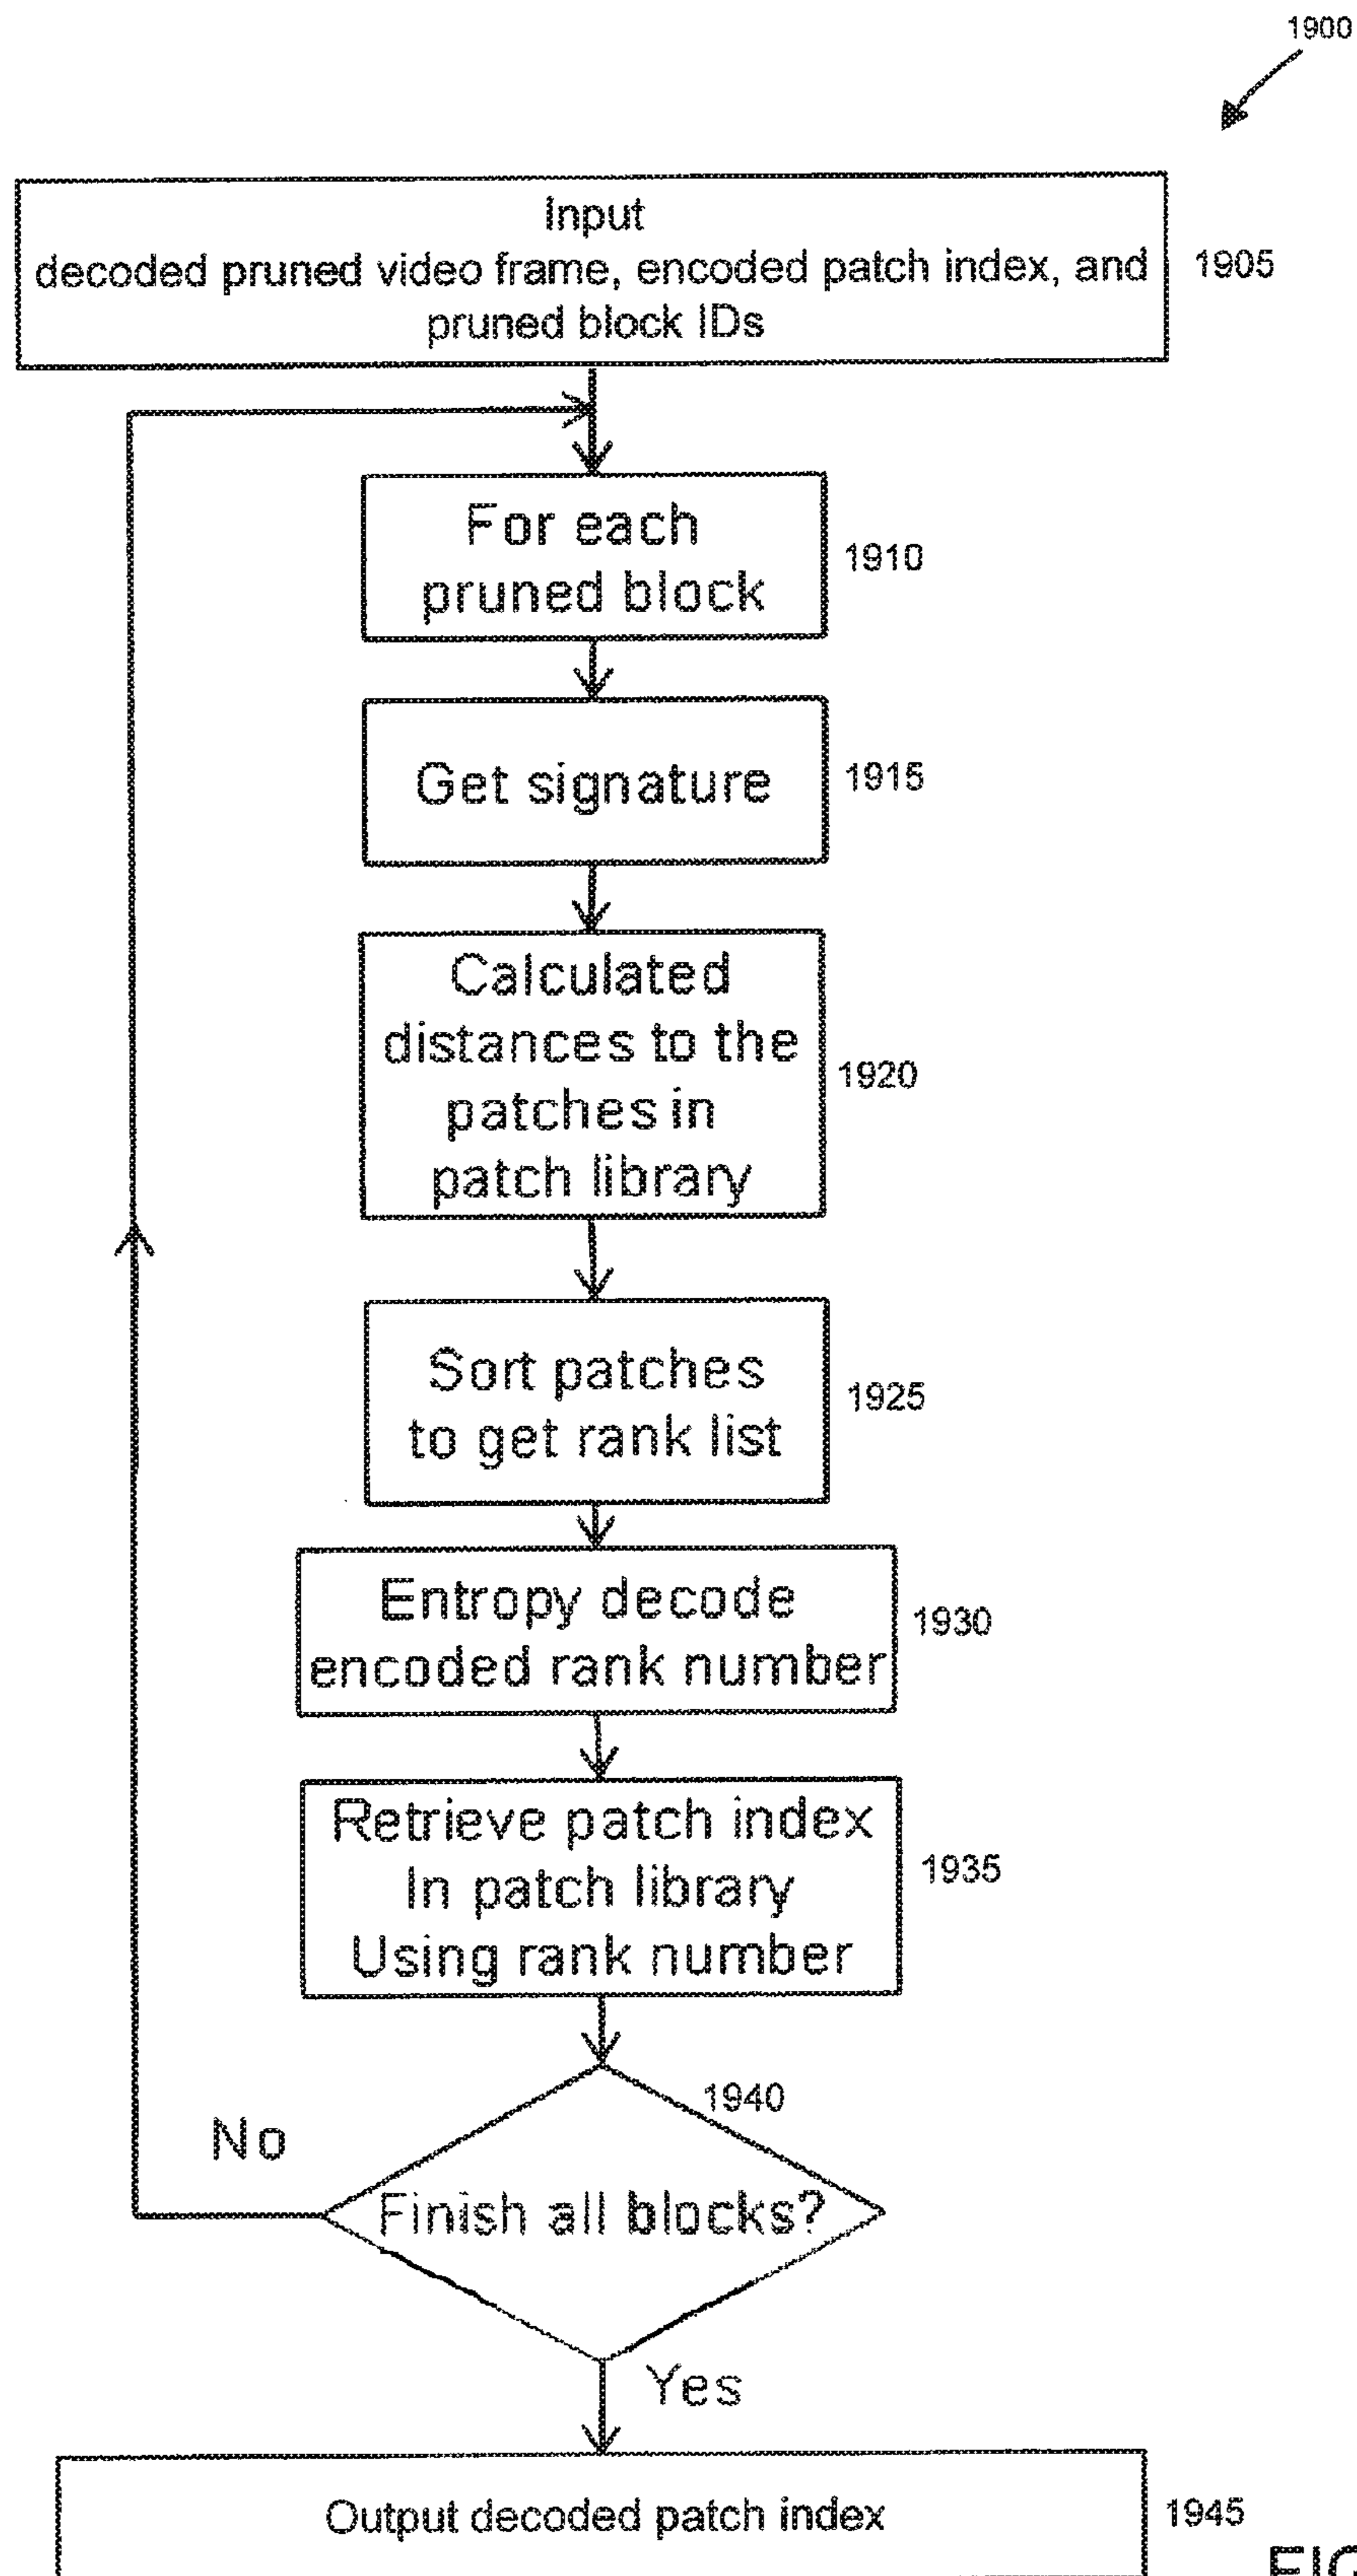 1900
Input
decoded pruned video frame, encoded patch index, and
pruned block IDs
1905
For each
pruned block
1910
Get signature
1915
Calculated
distances to the
patches in
patch library
1920
Sort patches
to get rank list
1925
Entropy decode
encoded rank number
1930
Retrieve patch index
In patch library
Using rank number
1935
1940
No
Finish all blocks?
Yes
Output decoded patch index
1945